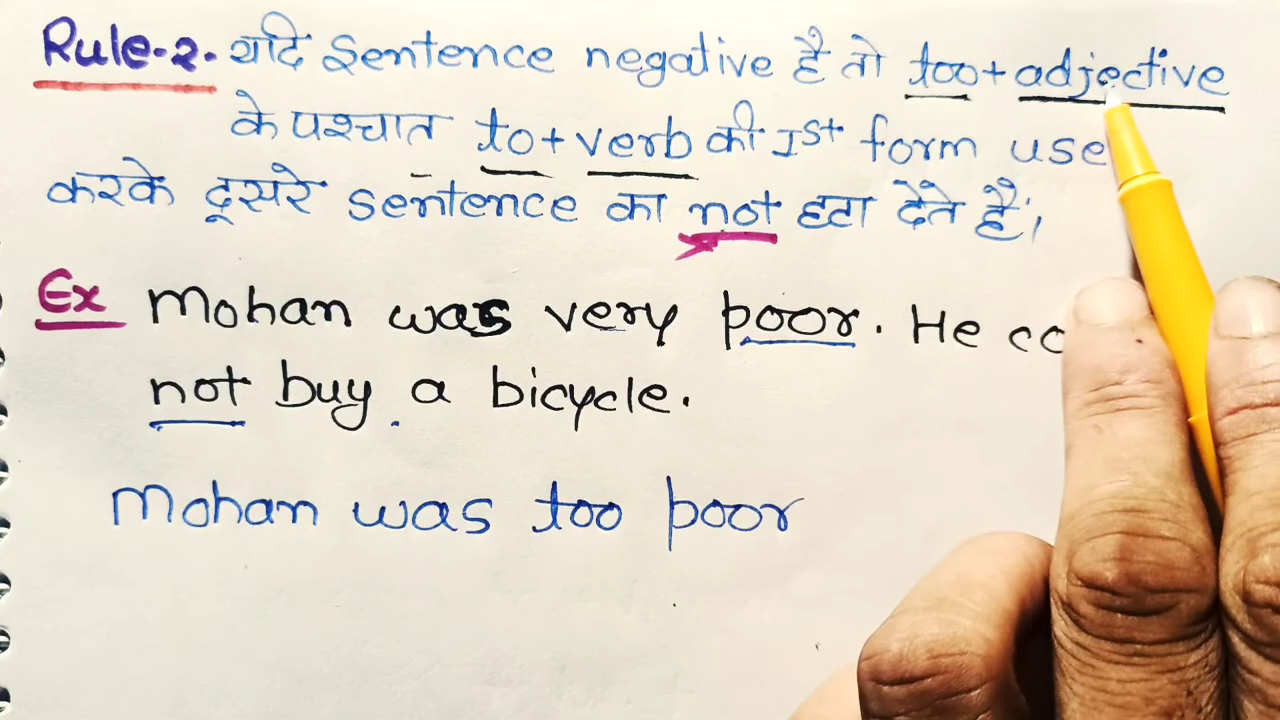 Rule-2. यदि Sentence negative है तो too+ adjective
के पश्चात to+verb की Ist form use
करके दूसरे sentence का not हटा देते हैं।
Ex Mohan was very poor. He
not buy a bicycle.
Mohan was too poor